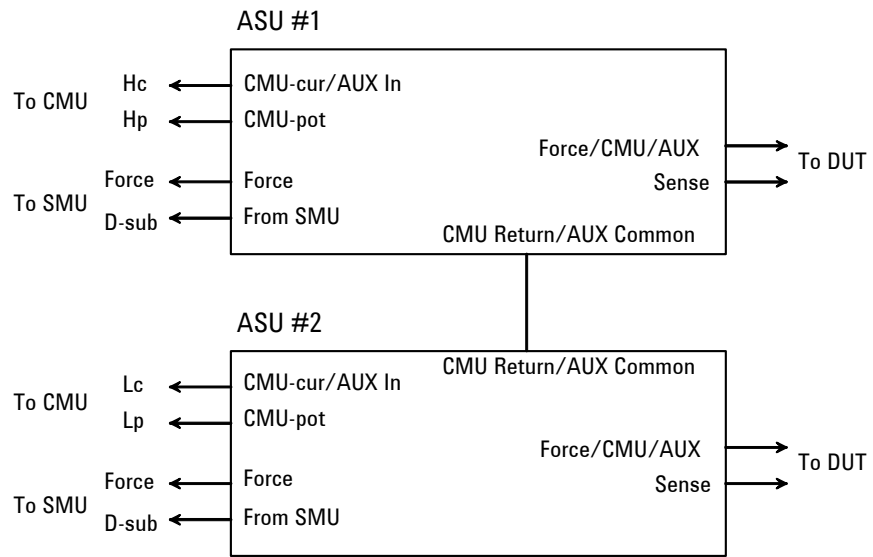 ASU #1
To CMU
Hc
CMU-cur/AUX In
Hp
CMU-pot
Force/CMU/AUX
Sense
To DUT
To SMU
Force
Force
D-sub
From SMU
CMU Return/AUX Common
ASU #2
CMU Return/AUX Common
To CMU
Lc
CMU-cur/AUX In
Lp
CMU-pot
Force/CMU/AUX
Sense
To DUT
To SMU
Force
Force
D-sub
From SMU